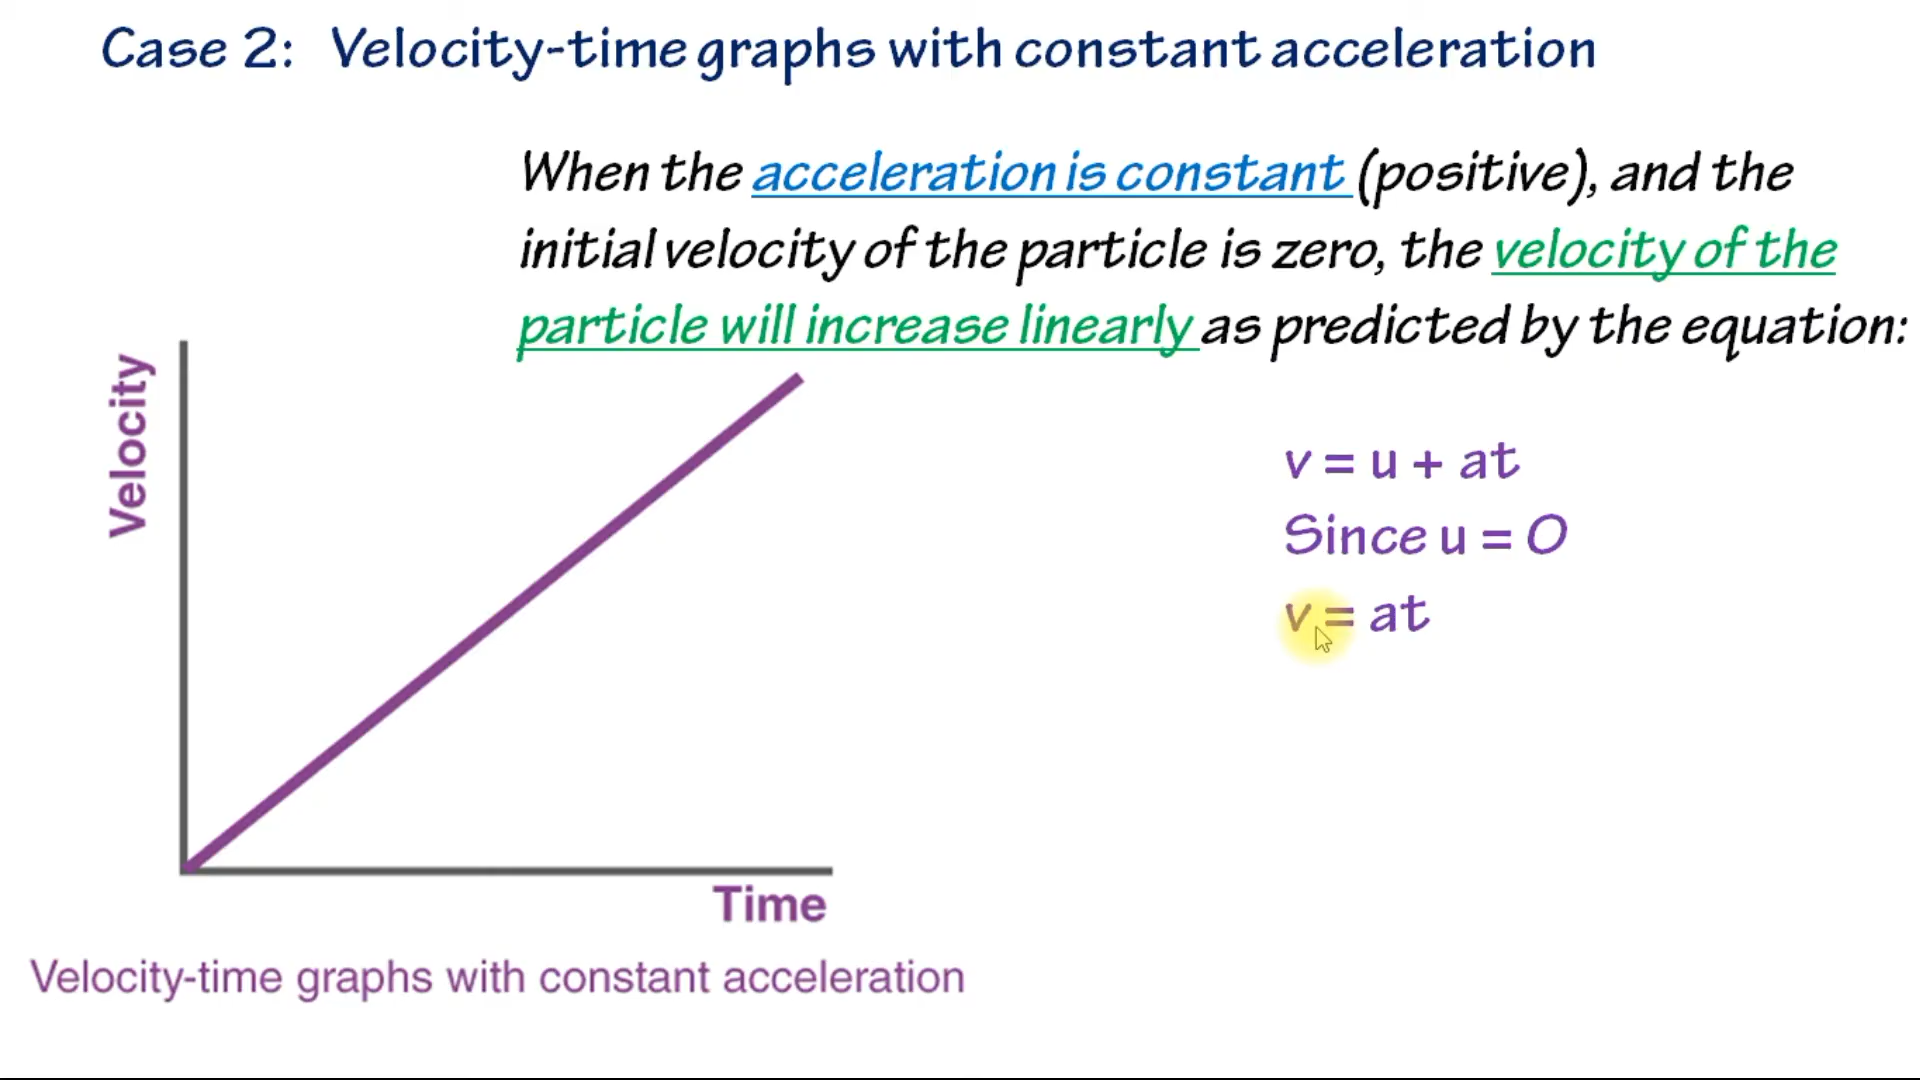 Case 2: Velocity-time graphs with constant acceleration
When the acceleration is constant (positive), and the
initial velocity of the particle is zero, the velocity of the
particle will increase linearly as predicted by the equation:
Velocity
v = u + at
Since u = 0
v = at
Time
Velocity-time graphs with constant acceleration